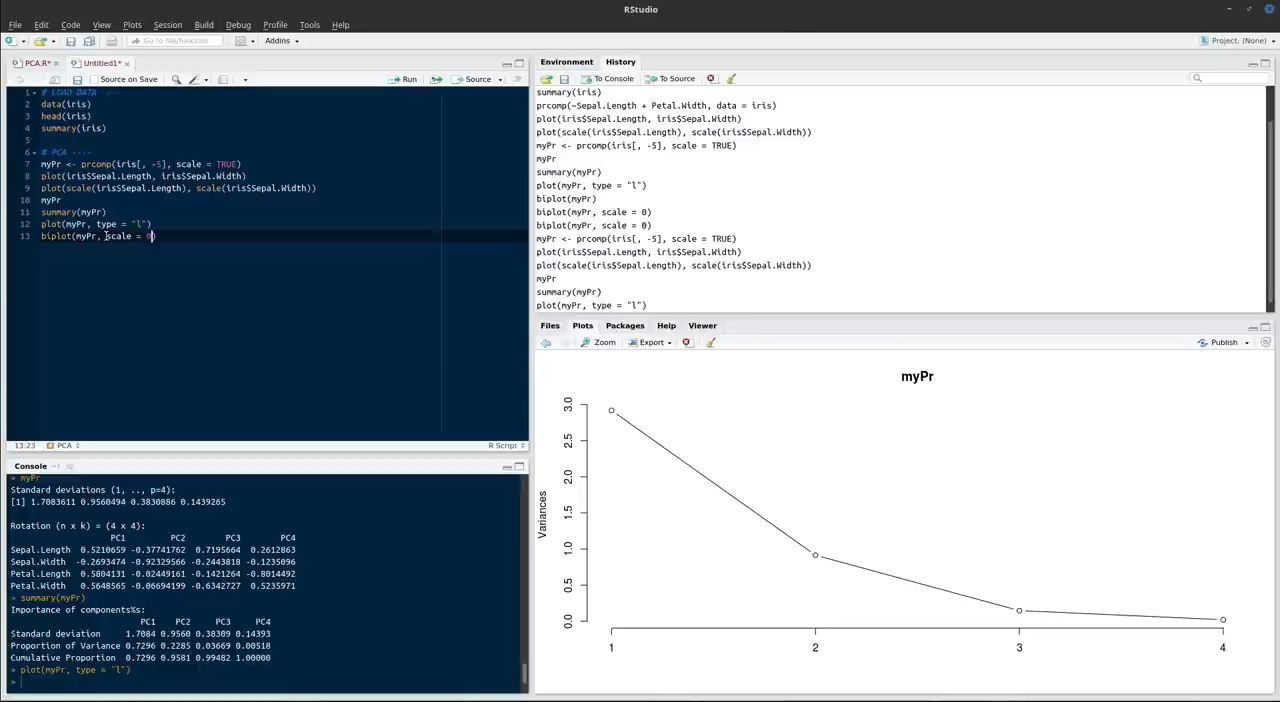 RStudio
File Edit Code View Plots Session Build Debug Profile Tools Help
Go to file/function Addins Project: (None)
PCA.R* Untitled1*
Source on Save Run Source
1 # LOAD DATA ---
2 data(iris)
3 head(iris)
4 summary(iris)
5
6 # PCA ----
7 myPr <- prcomp(iris[, -5], scale = TRUE)
8 plot(iris$Sepal.Length, iris$Sepal.Width)
9 plot(scale(iris$Sepal.Length), scale(iris$Sepal.Width))
10 myPr
11 summary(myPr)
12 plot(myPr, type = "l")
13 biplot(myPr, scale = 0)
13:23 PCA R Script
Console ~/
> myPr
Standard deviations (1, .., p=4):
[1] 1.7083611 0.9560494 0.3830886 0.1439265
Rotation (n x k) = (4 x 4):
PC1 PC2 PC3 PC4
Sepal.Length 0.5210659 -0.37741762 0.7195664 0.2612863
Sepal.Width -0.2693474 -0.92329566 -0.2443818 -0.1235096
Petal.Length 0.5804131 -0.02449161 -0.1421264 -0.8014492
Petal.Width 0.5648565 -0.06694199 -0.6342727 0.5235971
> summary(myPr)
Importance of components%s:
PC1 PC2 PC3 PC4
Standard deviation 1.7084 0.9560 0.38309 0.14393
Proportion of Variance 0.7296 0.2285 0.03669 0.00518
Cumulative Proportion 0.7296 0.9581 0.99482 1.00000
> plot(myPr, type = "l")
>
Environment History
To Console To Source
summary(iris)
prcomp(~Sepal.Length + Petal.Width, data = iris)
plot(iris$Sepal.Length, iris$Sepal.Width)
plot(scale(iris$Sepal.Length), scale(iris$Sepal.Width))
myPr <- prcomp(iris[, -5], scale = TRUE)
myPr
summary(myPr)
plot(myPr, type = "l")
biplot(myPr)
biplot(myPr, scale = 0)
biplot(myPr, scale = 0)
myPr <- prcomp(iris[, -5], scale = TRUE)
plot(iris$Sepal.Length, iris$Sepal.Width)
plot(scale(iris$Sepal.Length), scale(iris$Sepal.Width))
myPr
summary(myPr)
plot(myPr, type = "l")
Files Plots Packages Help Viewer
Zoom Export Publish
myPr
Variances
3.0
2.5
2.0
1.5
1.0
0.5
0.0
1 2 3 4